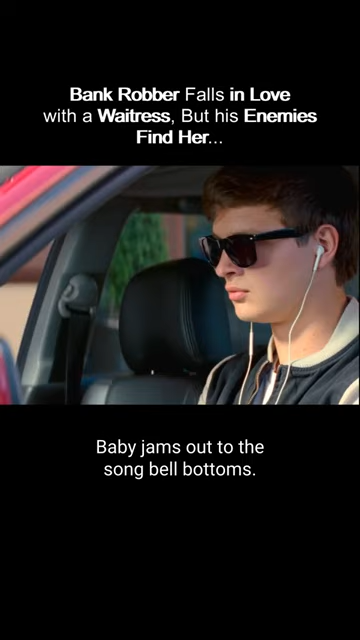 Bank Robber Falls in Love
with a Waitress, But his Enemies
Find Her...
Baby jams out to the
song bell bottoms.